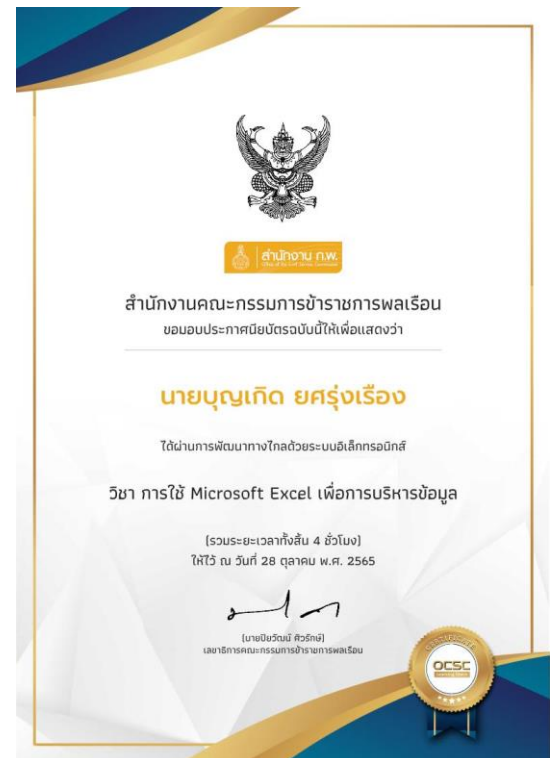 สำนักงาน ก.พ.
Office of the Civil Service Commission
สำนักงานคณะกรรมการข้าราชการพลเรือน
ขอมอบประกาศนียบัตรฉบับนี้ให้เพื่อแสดงว่า
นายบุญเกิด ยศรุ่งเรือง
ได้ผ่านการพัฒนาทางไกลด้วยระบบอิเล็กทรอนิกส์
วิชา การใช้ Microsoft Excel เพื่อการบริหารข้อมูล
(รวมระยะเวลาทั้งสิ้น 4 ชั่วโมง)
ให้ไว้ ณ วันที่ 28 ตุลาคม พ.ศ. 2565
(นายปิยวัฒน์ ศิวรักษ์)
เลขาธิการคณะกรรมการข้าราชการพลเรือน
CERTIFICATE
OCSC